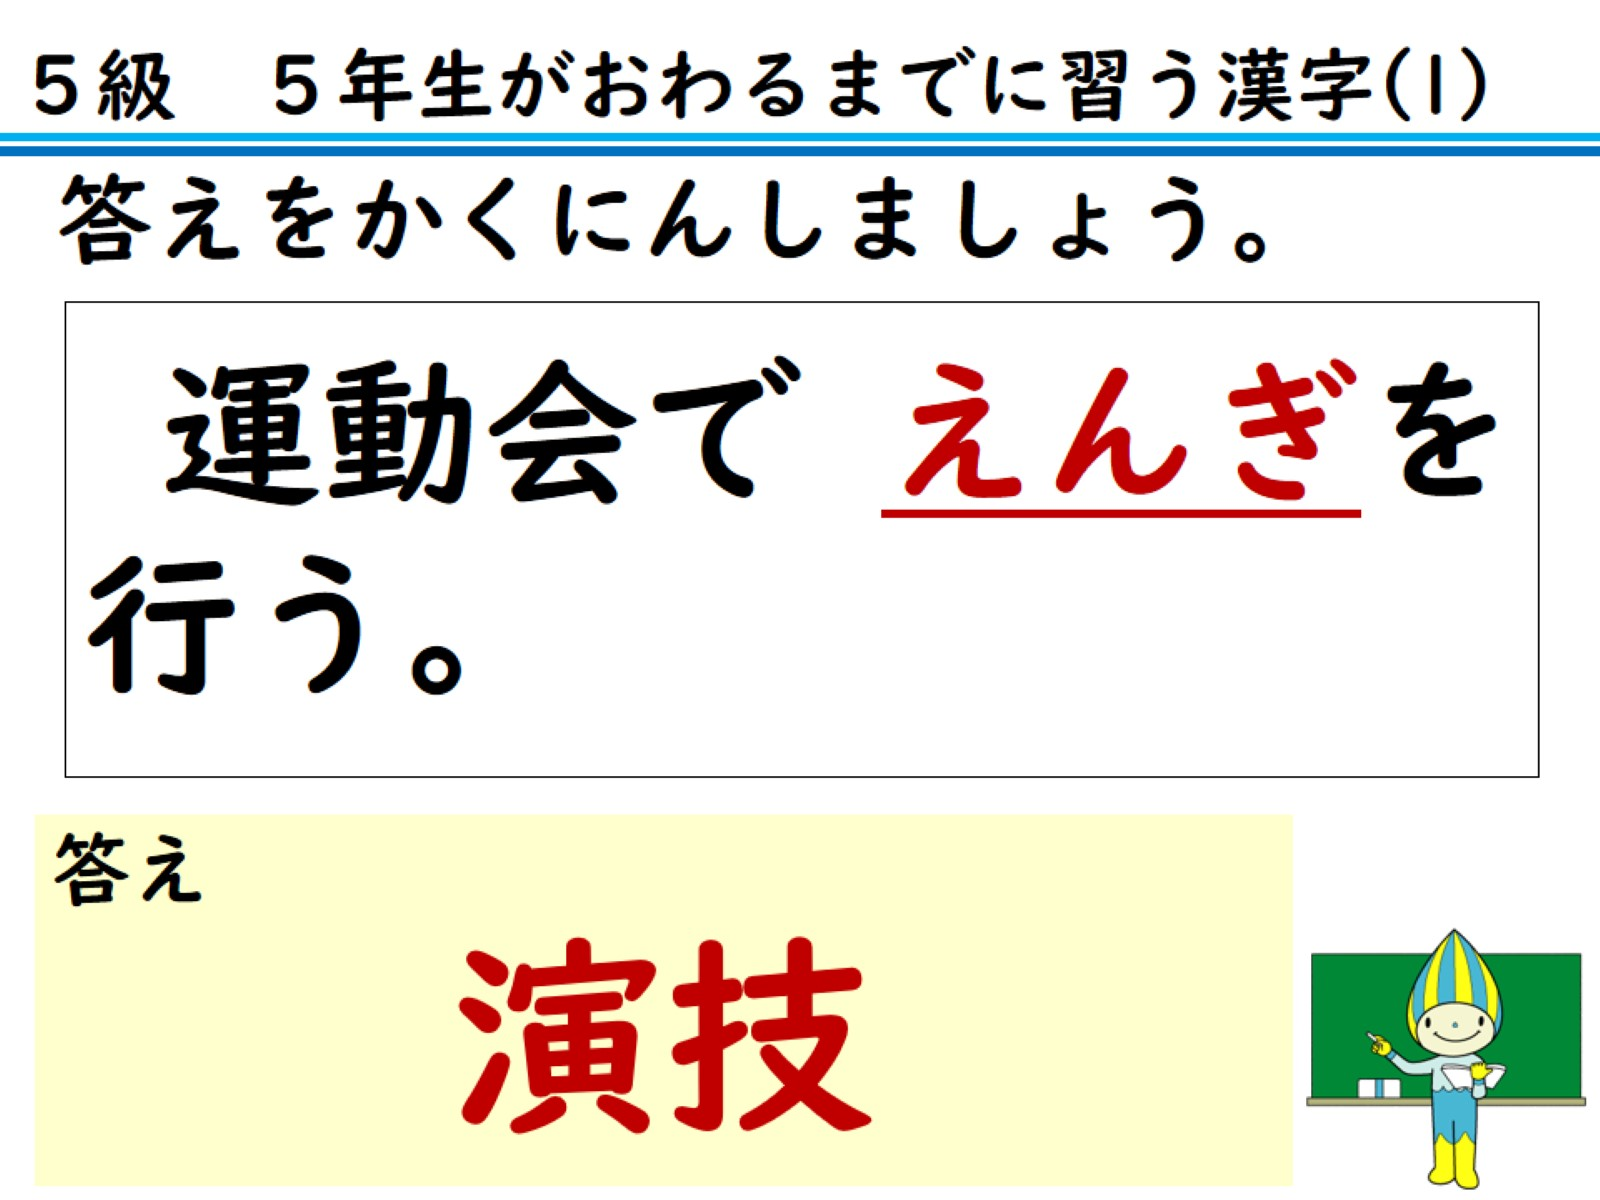 ５級　５年生がおわるまでに習う漢字(1)
答えをかくにんしましょう。
運動会で えんぎを
行う。
答え
演技